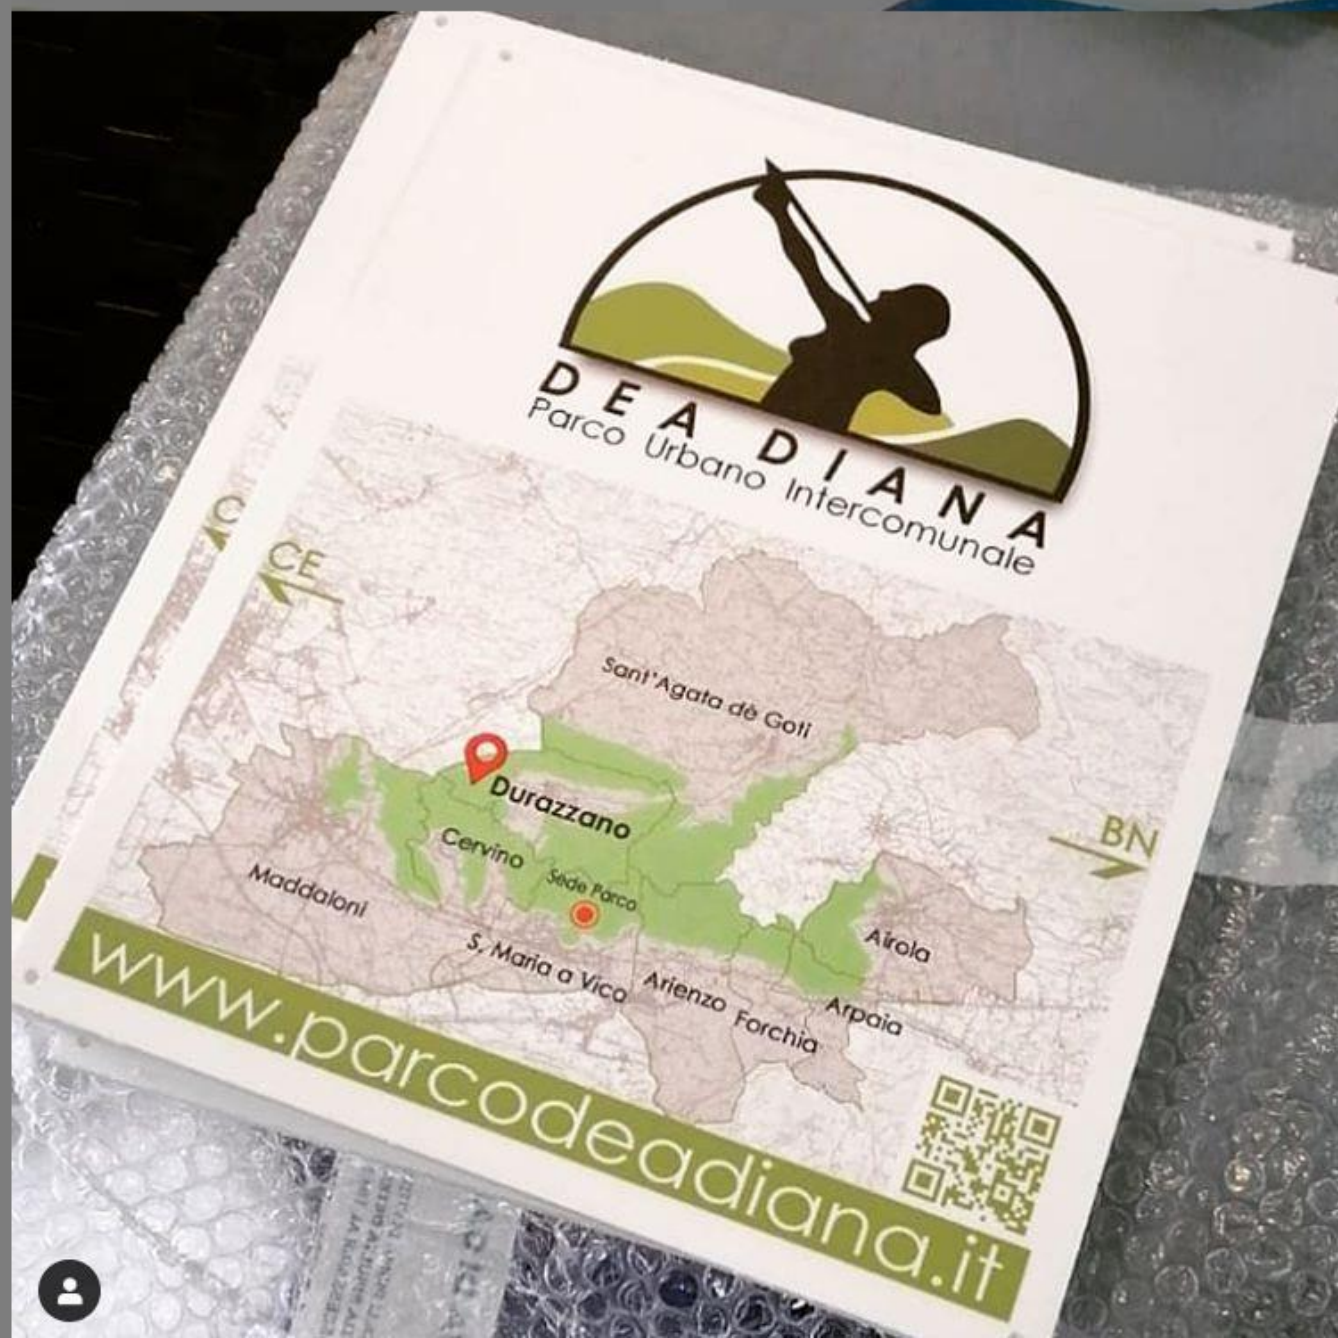 DEA DIANA
Parco Urbano Intercomunale
C
CE
Sant'Agata dè Goti
Durazzano
BN
Cervino
Sede Parco
Maddaloni
Airola
S. Maria a Vico
Arienzo
Arpaia
Forchia
www.parcodeadiana.it